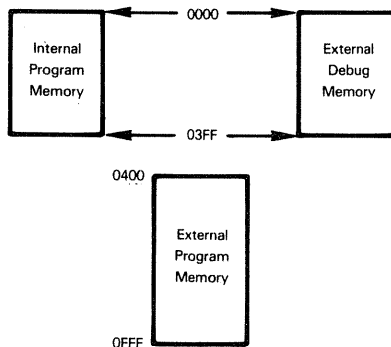 0000
Internal
Program
Memory
External
Debug
Memory
03FF
0400
External
Program
Memory
0FFF